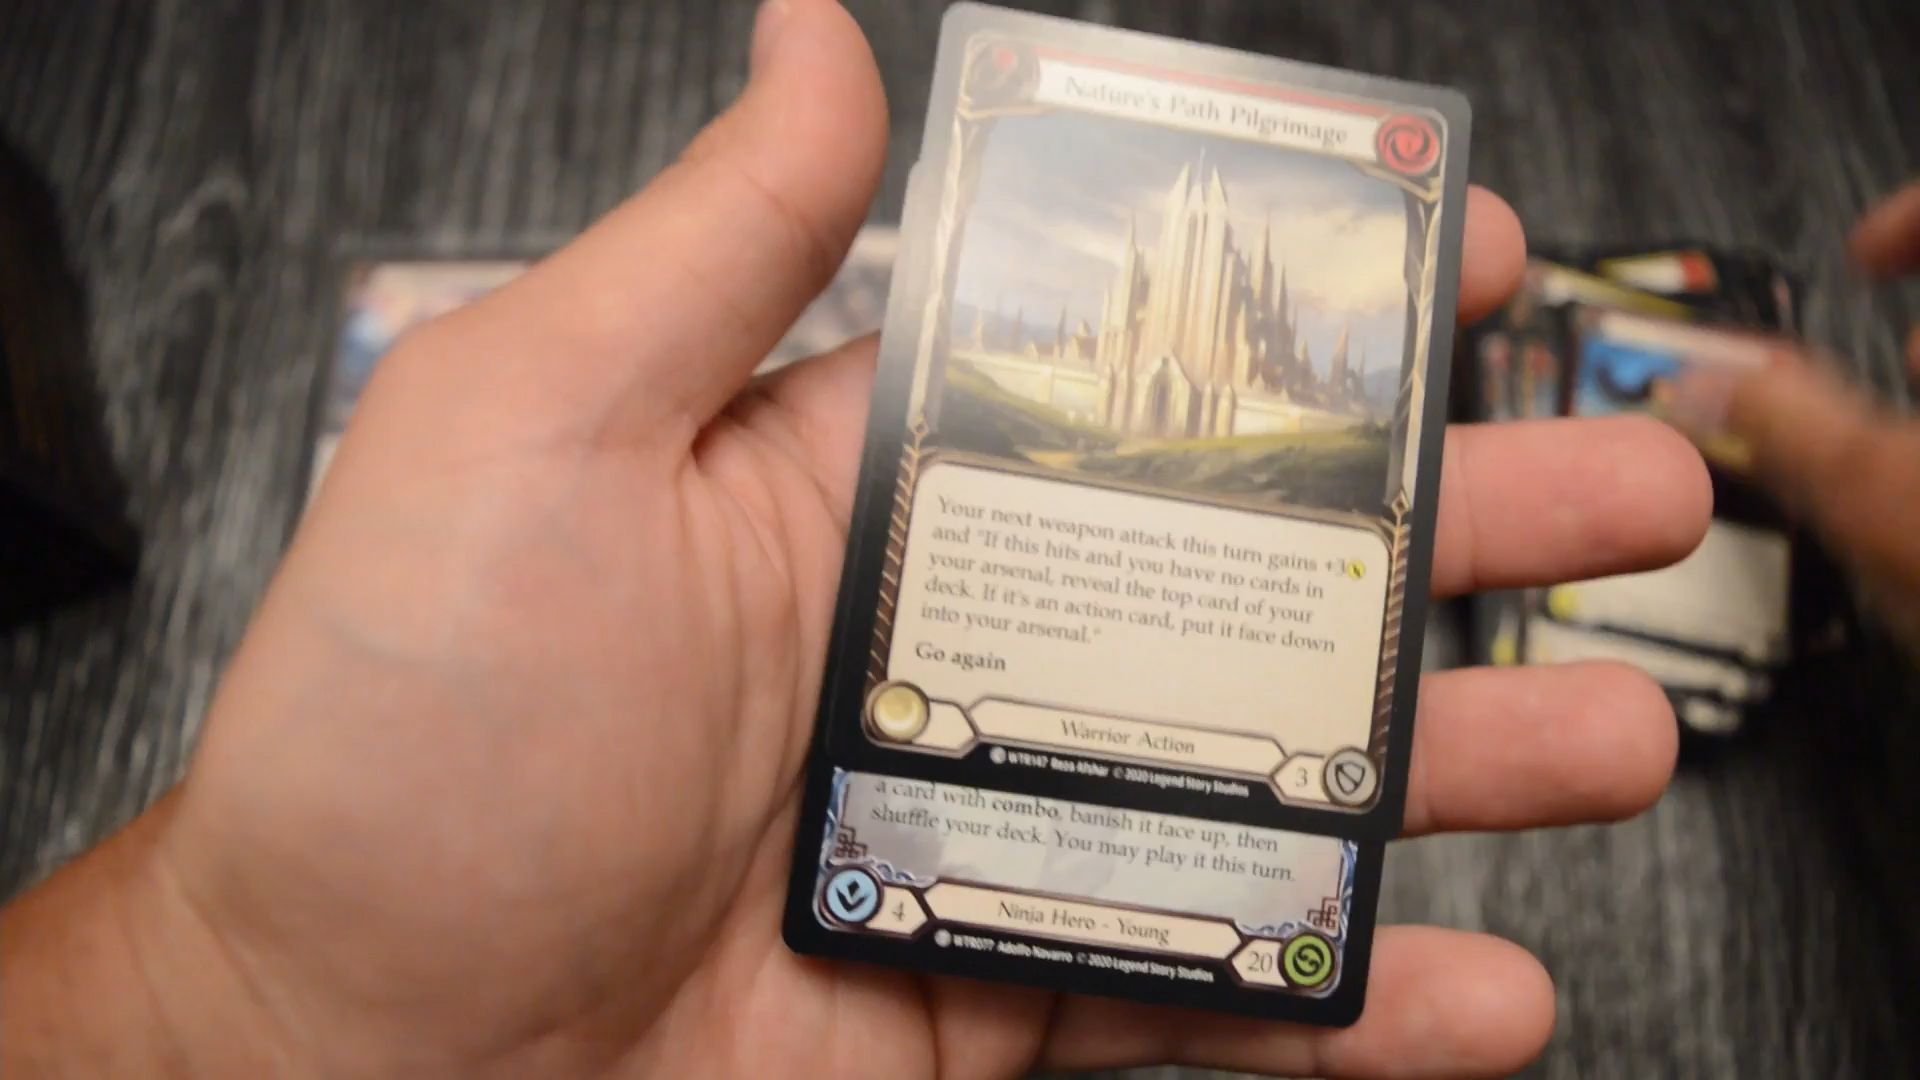 Nature's Path Pilgrimage
Your next weapon attack this turn gains +3
and "If this hits and you have no cards in
your arsenal, reveal the top card of your
deck. If it's an action card, put it face down
into your arsenal."
Go again
Warrior Action
3
WTR147 Reza Afshar © 2020 Legend Story Studios
a card with combo, banish it face up, then
shuffle your deck. You may play it this turn.
4
Ninja Hero - Young
20
WTR077 Adolfo Navarro © 2020 Legend Story Studios